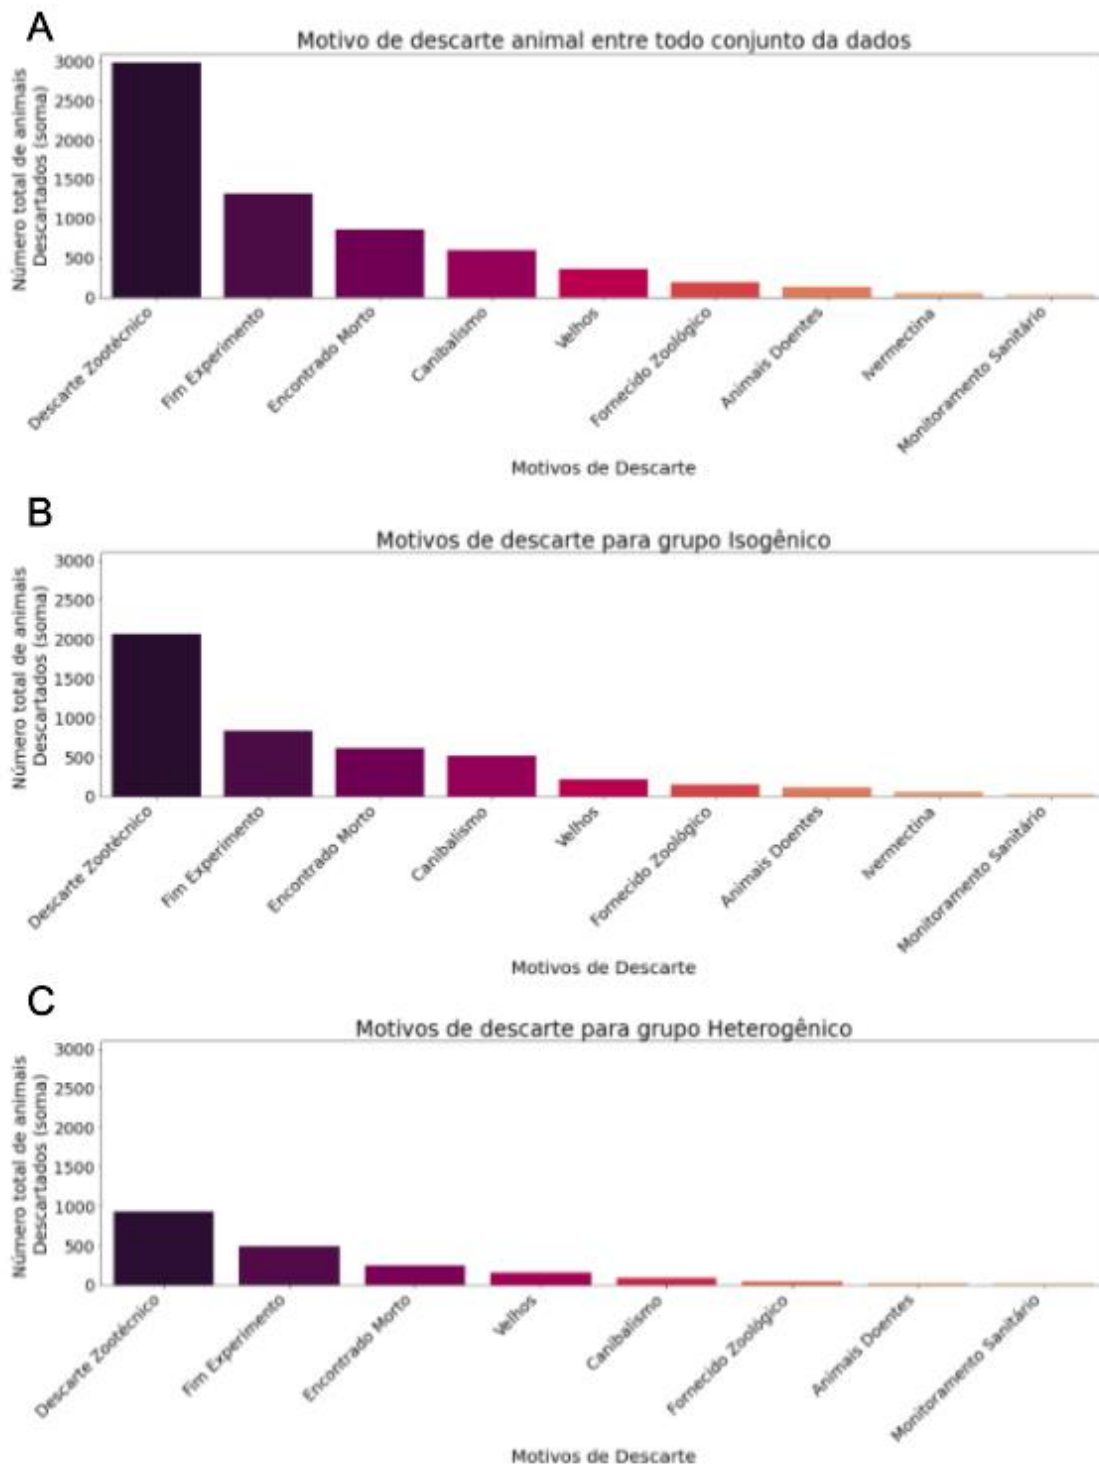 A
Motivo de descarte animal entre todo conjunto da dados
Número total de animais
Descartados (soma)
3000
2500
2000
1500
1000
500
0
Descarte Zootécnico
Fim Experimento
Encontrado Morto
Canibalismo
Velhos
Fornecido Zoológico
Animais Doentes
Ivermectina
Monitoramento Sanitário
Motivos de Descarte
B
Motivos de descarte para grupo Isogênico
Número total de animais
Descartados (soma)
3000
2500
2000
1500
1000
500
0
Descarte Zootécnico
Fim Experimento
Encontrado Morto
Canibalismo
Velhos
Fornecido Zoológico
Animais Doentes
Ivermectina
Monitoramento Sanitário
Motivos de Descarte
C
Motivos de descarte para grupo Heterogênico
Número total de animais
Descartados (soma)
3000
2500
2000
1500
1000
500
0
Descarte Zootécnico
Fim Experimento
Encontrado Morto
Velhos
Canibalismo
Fornecido Zoológico
Animais Doentes
Monitoramento Sanitário
Motivos de Descarte